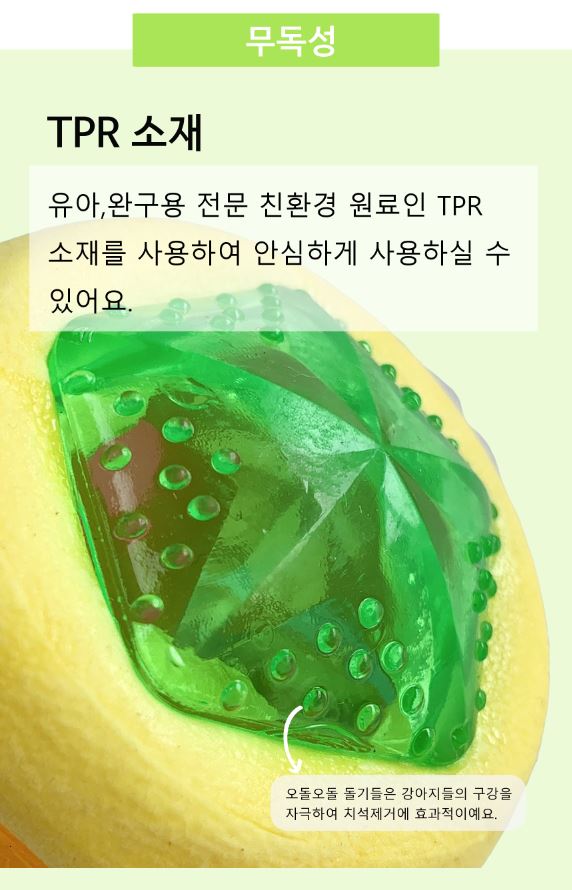 무독성
TPR 소재
유아,완구용 전문 친환경 원료인 TPR
소재를 사용하여 안심하게 사용하실 수
있어요.
오돌오돌 돌기들은 강아지들의 구강을
자극하여 치석제거에 효과적이예요.